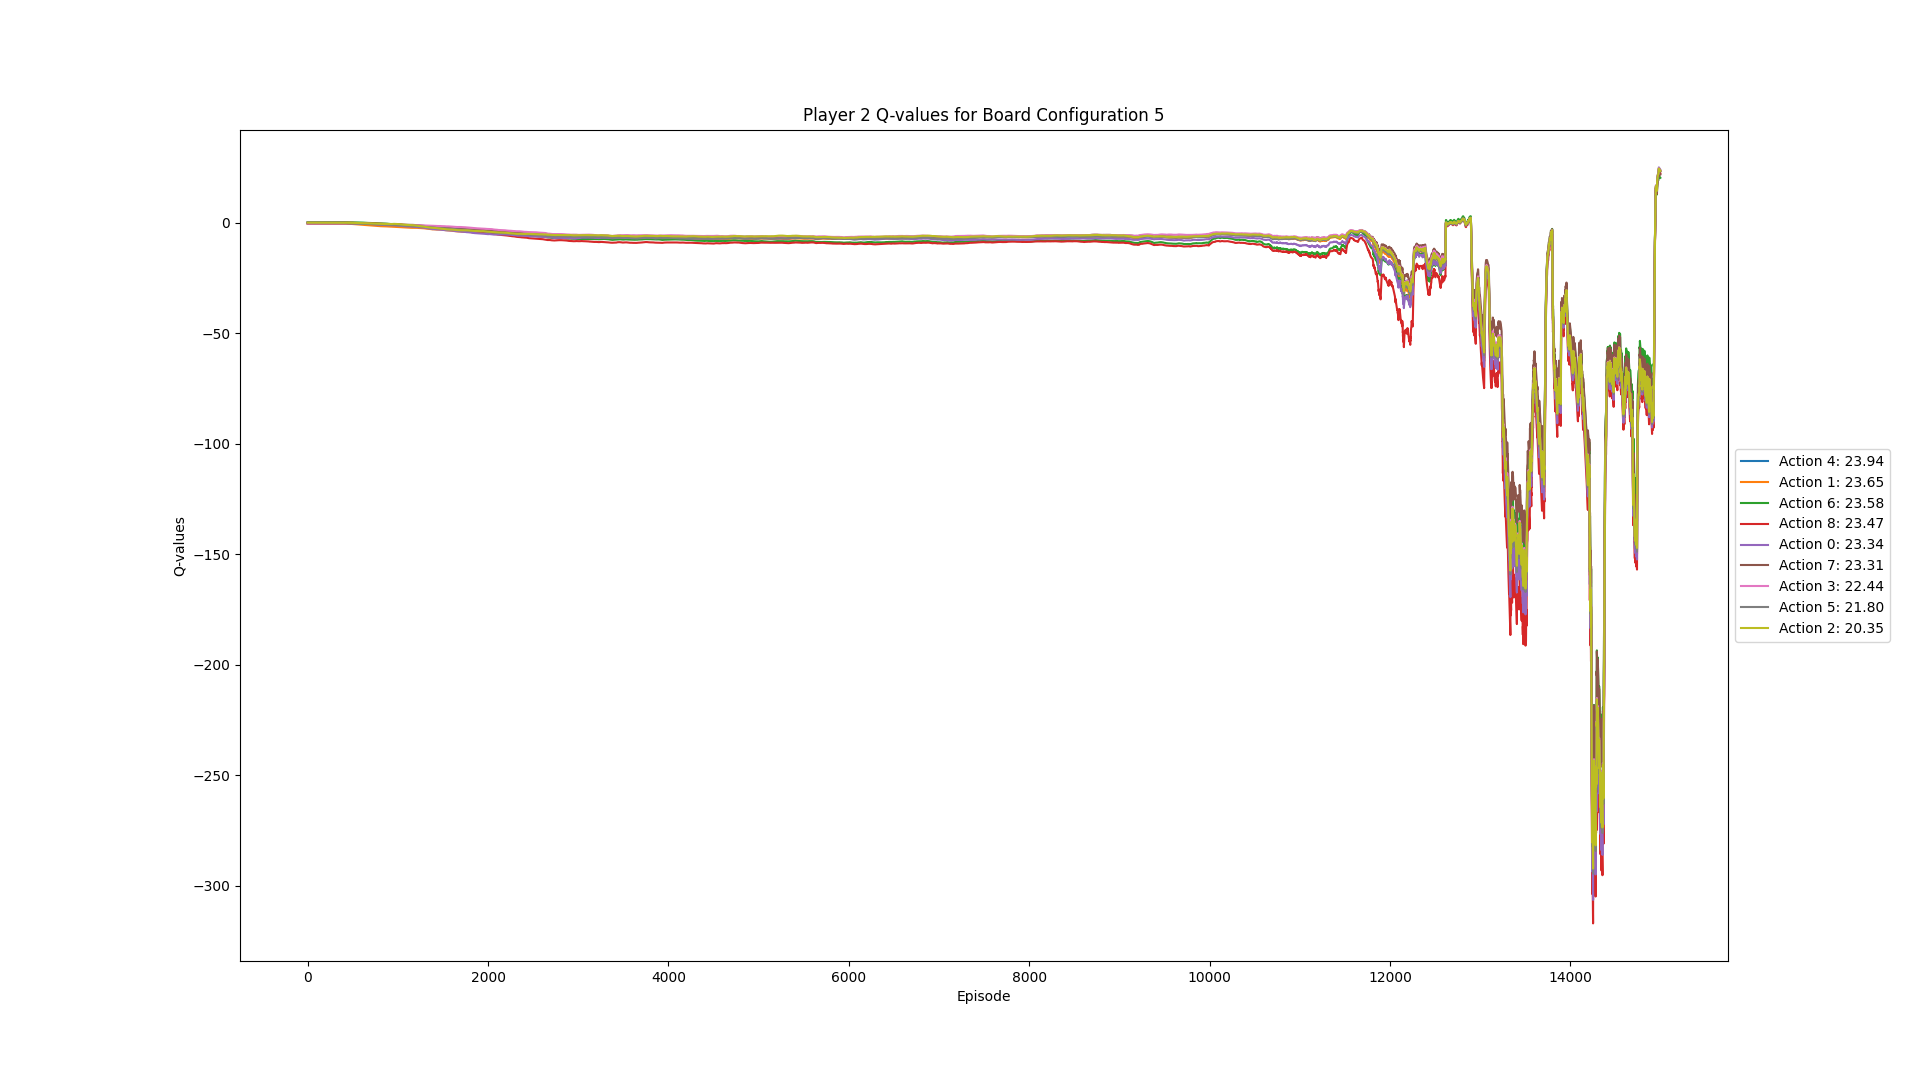 Player 2 Q-values for Board Configuration 5
Q-values
0
−50
−100
−150
−200
−250
−300
0 2000 4000 6000 8000 10000 12000 14000
Episode
Action 4: 23.94
Action 1: 23.65
Action 6: 23.58
Action 8: 23.47
Action 0: 23.34
Action 7: 23.31
Action 3: 22.44
Action 5: 21.80
Action 2: 20.35